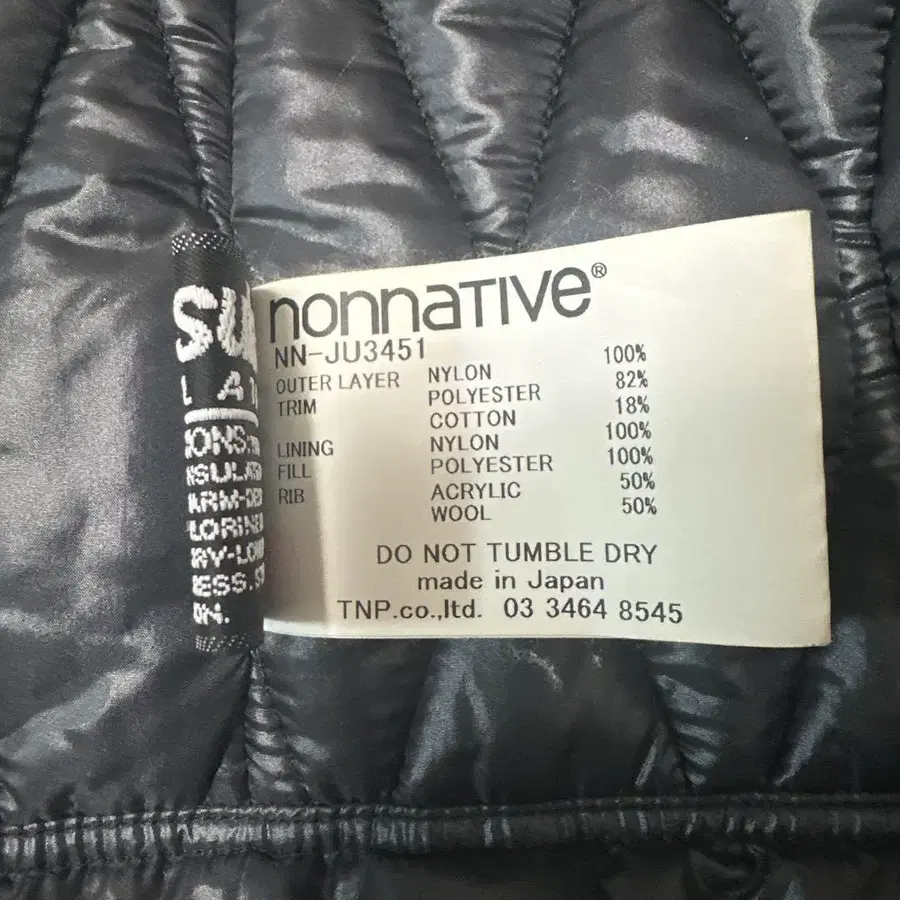 nonnative®
NN-JU3451
OUTER LAYER NYLON 100%
TRIM POLYESTER 82%
COTTON 18%
LINING NYLON 100%
FILL POLYESTER 100%
RIB ACRYLIC 50%
WOOL 50%
DO NOT TUMBLE DRY
made in Japan
TNP.co.,ltd. 03 3464 8545